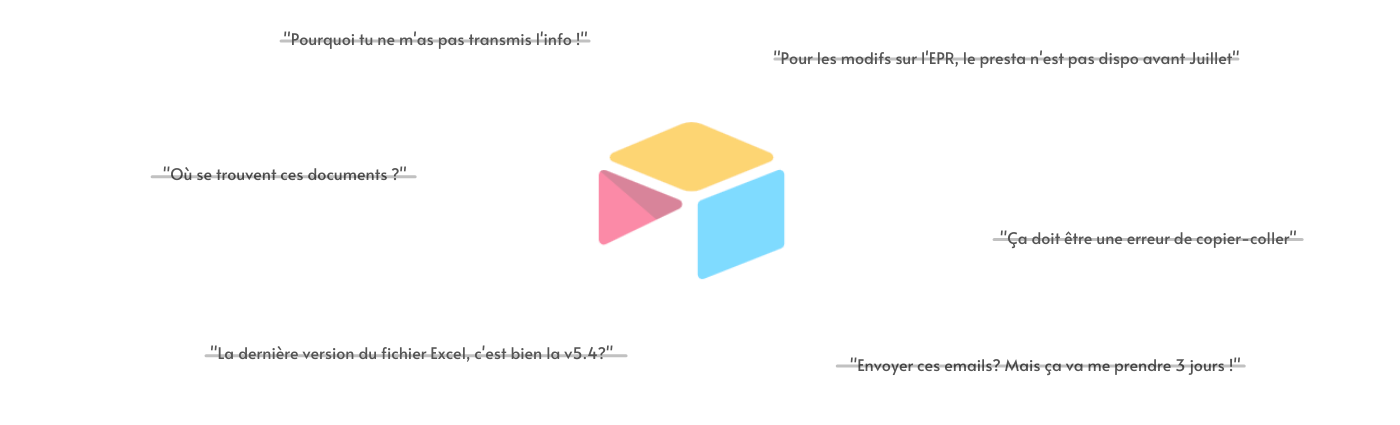 "Pourquoi tu ne m'as pas transmis l'info !"
"Pour les modifs sur l'EPR, le presta n'est pas dispo avant Juillet"
"Où se trouvent ces documents ?"
"Ça doit être une erreur de copier-coller"
"La dernière version du fichier Excel, c'est bien la v5.4?"
"Envoyer ces emails? Mais ça va me prendre 3 jours !"